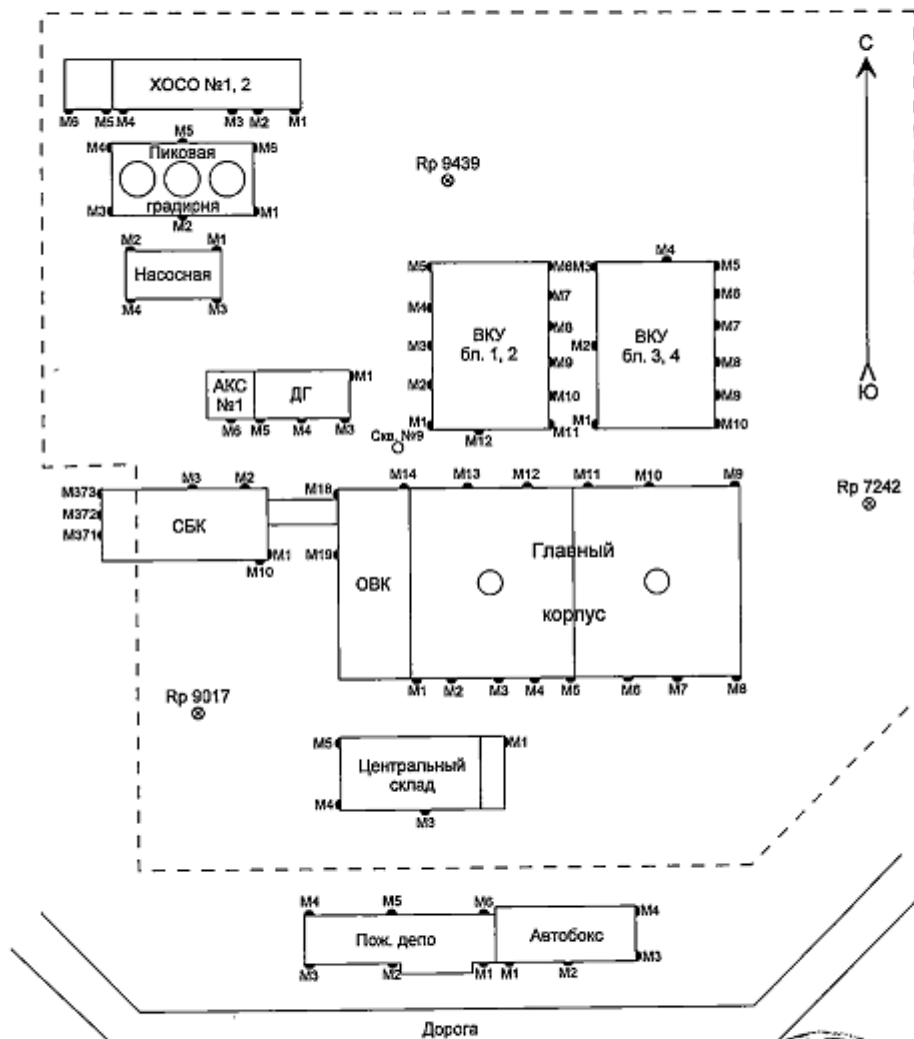 С
ХОСО №1, 2
М6 М5 М4 М3 М2 М1
М5
М4 М6
Пиковая
градирня
М3 М1
М2
Rp 9439
М2 М1
Насосная
М4 М3
М4
М5 М6 М3 М5
М7 М6
М4
ВКУ ВКУ
М8 М7
бл. 1, 2 бл. 3, 4
М3 М2
М9 М8
М2
М10 М9
М1 М11 М1 М10
М12
Ю
АКС
№1
ДГ
М1
М6 М5 М4 М3
Скв. №9
М3 М2
М373
М372
М371
СБК
М1
М10
М18 М14 М13 М12 М11 М10 М9
М19
ОВК
Главный
корпус
Rp 7242
М1 М2 М3 М4 М5 М6 М7 М8
Rp 9017
М5 М1
Центральный
склад
М4
М3
М4 М5 М6 М4
Пож. депо
Автобокс
М3 М2 М1 М1 М2 М3
Дорога